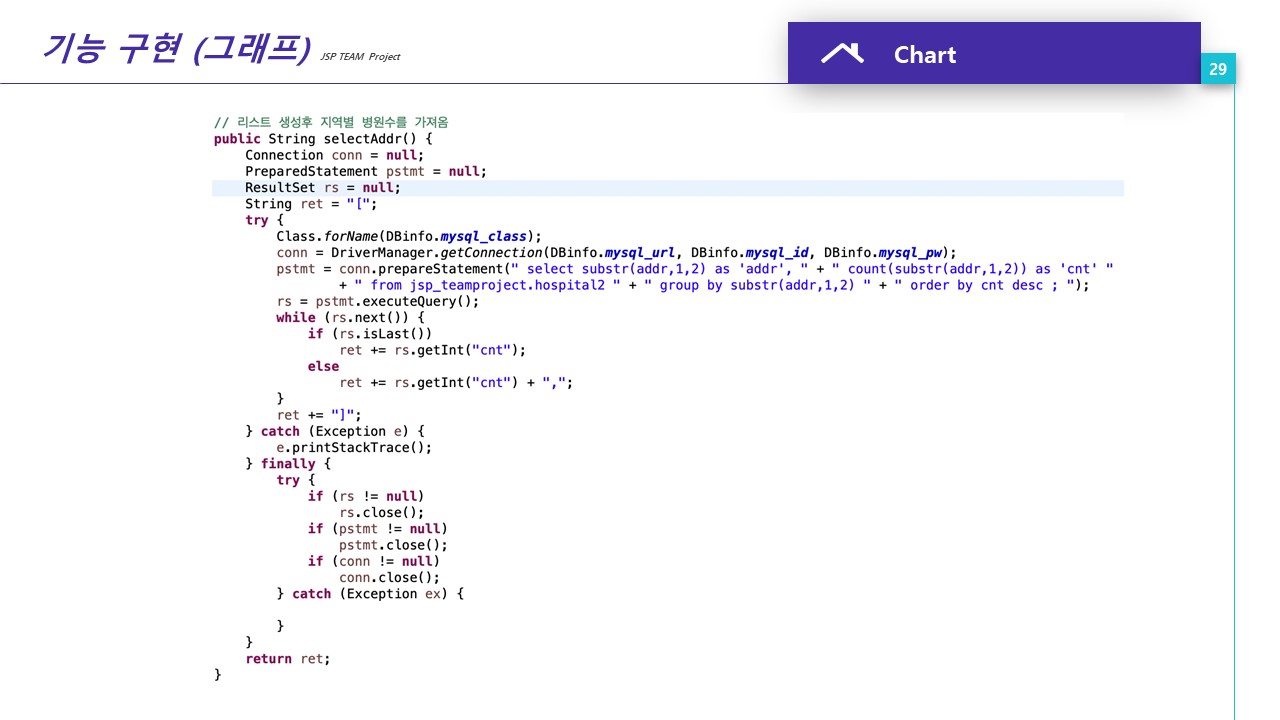 기능 구현 (그래프) JSP TEAM Project
Chart
29
// 리스트 생성후 지역별 병원수를 가져옴
public String selectAddr() {
    Connection conn = null;
    PreparedStatement pstmt = null;
    ResultSet rs = null;
    String ret = "[";
    try {
        Class.forName(DBinfo.mysql_class);
        conn = DriverManager.getConnection(DBinfo.mysql_url, DBinfo.mysql_id, DBinfo.mysql_pw);
        pstmt = conn.prepareStatement(" select substr(addr,1,2) as 'addr', " + " count(substr(addr,1,2)) as 'cnt' "
                + " from jsp_teamproject.hospital2 " + " group by substr(addr,1,2) " + " order by cnt desc ; ");
        rs = pstmt.executeQuery();
        while (rs.next()) {
            if (rs.isLast())
                ret += rs.getInt("cnt");
            else
                ret += rs.getInt("cnt") + ",";
        }
        ret += "]";
    } catch (Exception e) {
        e.printStackTrace();
    } finally {
        try {
            if (rs != null)
                rs.close();
            if (pstmt != null)
                pstmt.close();
            if (conn != null)
                conn.close();
        } catch (Exception ex) {
        }
    }
    return ret;
}